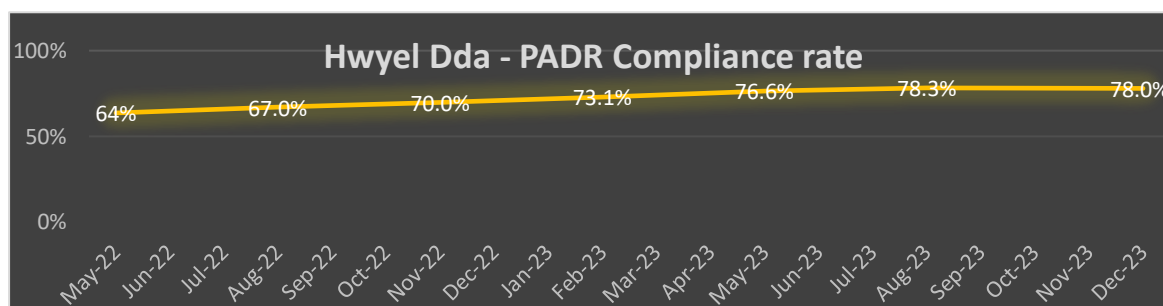 Hwyel Dda - PADR Compliance rate
100%
50%
0%
64%
67.0%
70.0%
73.1%
76.6%
78.3%
78.0%
May-22
Jun-22
Jul-22
Aug-22
Sep-22
Oct-22
Nov-22
Dec-22
Jan-23
Feb-23
Mar-23
Apr-23
May-23
Jun-23
Jul-23
Aug-23
Sep-23
Oct-23
Nov-23
Dec-23